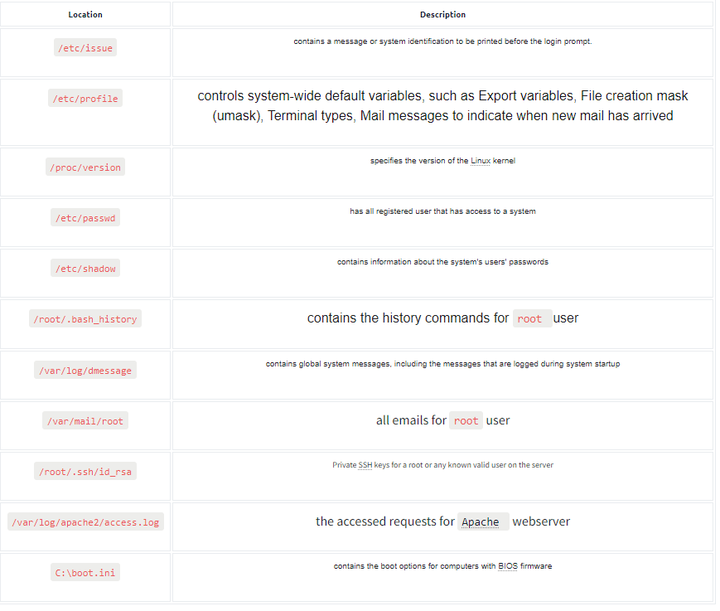 Location Description
/etc/issue contains a message or system identification to be printed before the login prompt.
/etc/profile controls system-wide default variables, such as Export variables, File creation mask
(umask), Terminal types, Mail messages to indicate when new mail has arrived
/proc/version specifies the version of the Linux kernel
/etc/passwd has all registered user that has access to a system
/etc/shadow contains information about the system's users' passwords
/root/.bash_history contains the history commands for root user
/var/log/dmessage contains global system messages, including the messages that are logged during system startup
/var/mail/root all emails for root user
/root/.ssh/id_rsa Private SSH keys for a root or any known valid user on the server
/var/log/apache2/access.log the accessed requests for Apache webserver
C:\boot.ini contains the boot options for computers with BIOS firmware